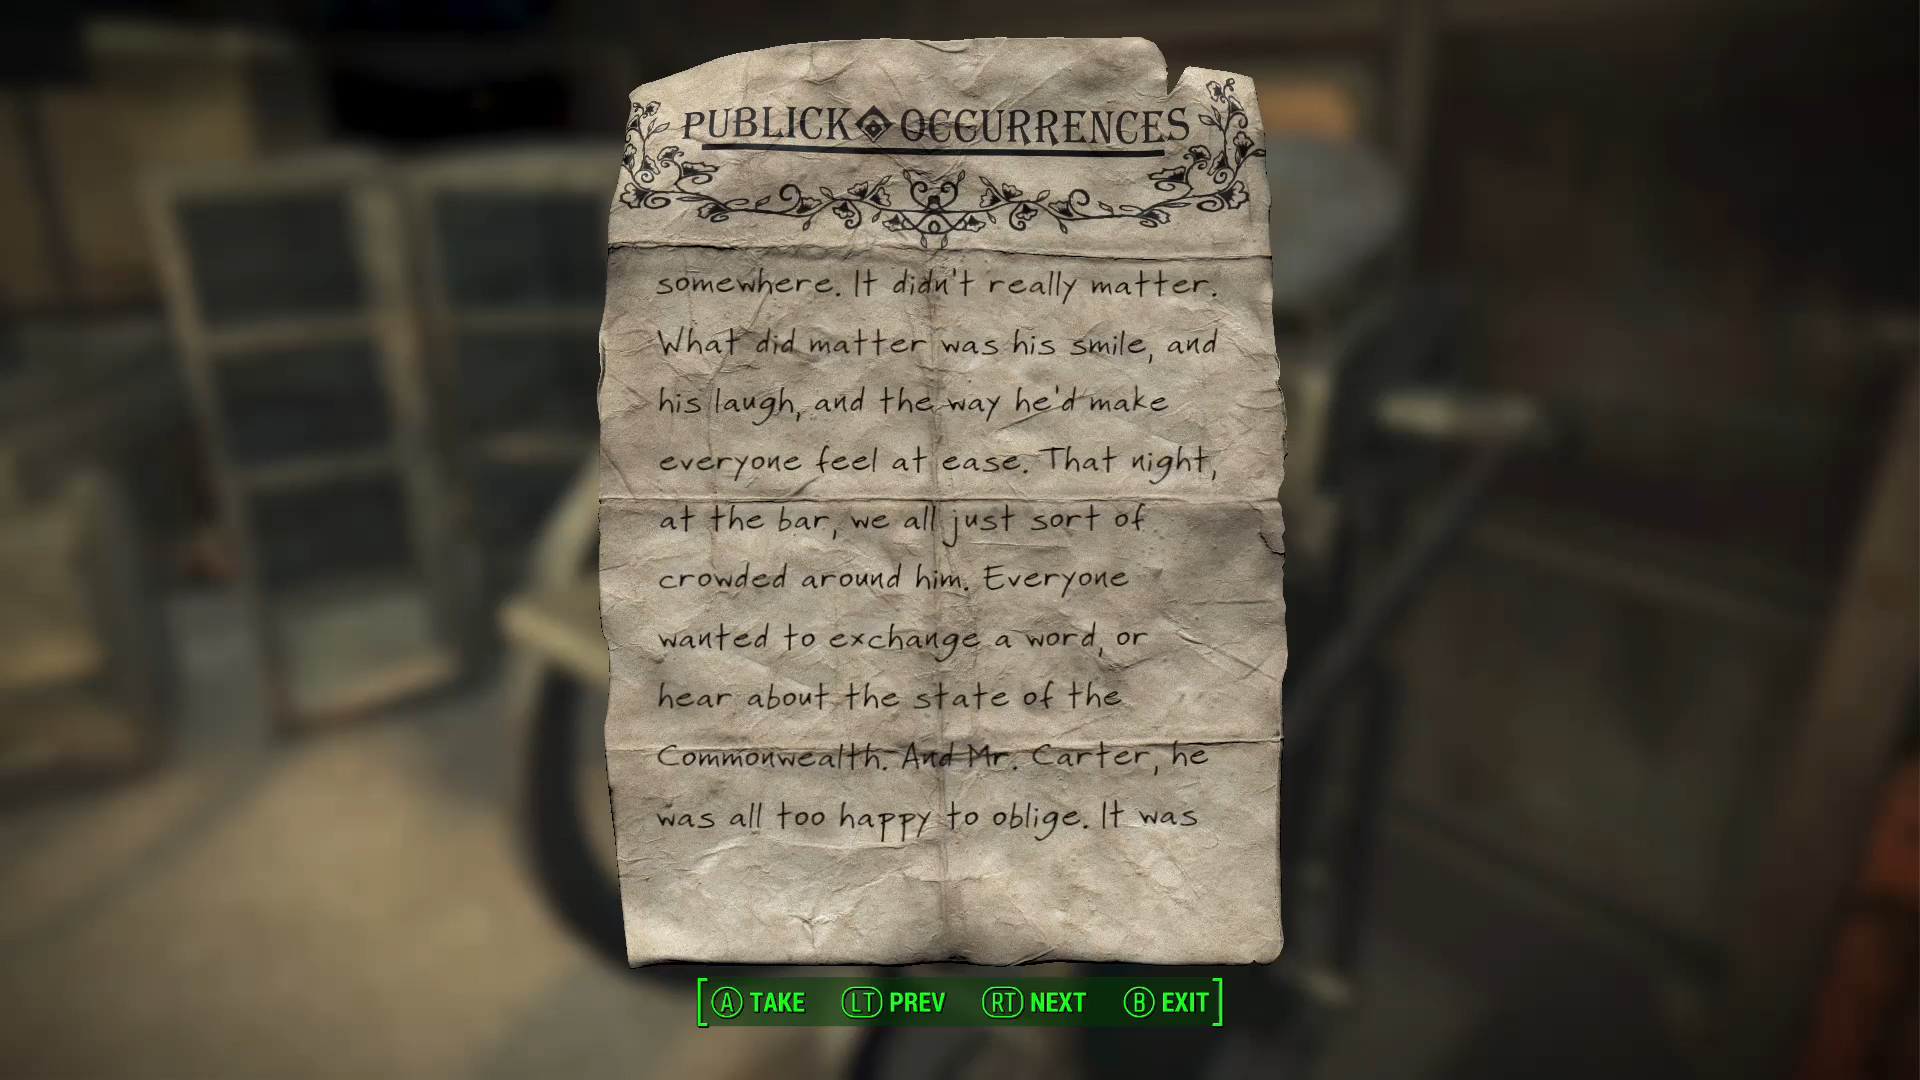 PUBLICK OCCURRENCES
somewhere. It didn't really matter.
What did matter was his smile, and
his laugh, and the way he'd make
everyone feel at ease. That night,
at the bar, we all just sort of
crowded around him. Everyone
wanted to exchange a word, or
hear about the state of the
Commonwealth. And Mr. Carter, he
was all too happy to oblige. It was
[A TAKE LT PREV RT NEXT B EXIT]